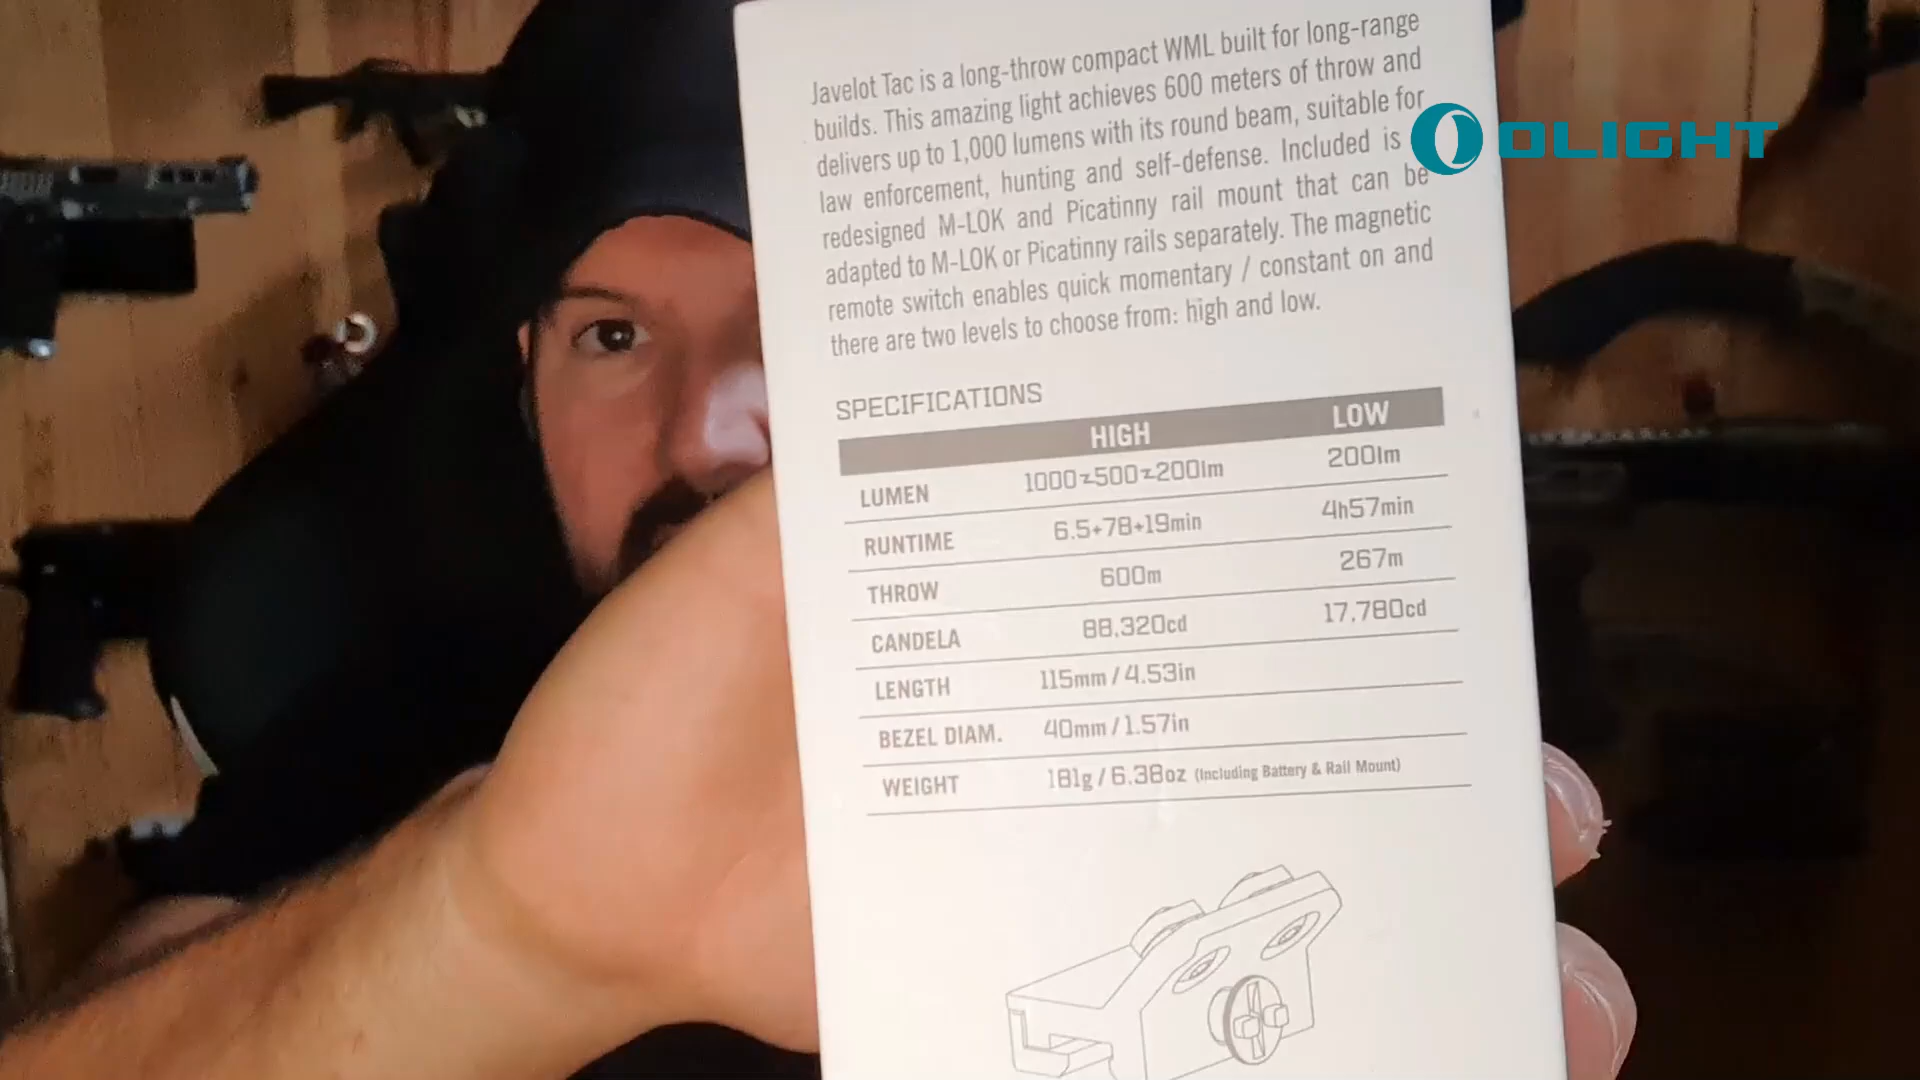 Javelot Tac is a long-throw compact WML built for long-range
builds. This amazing light achieves 600 meters of throw and
delivers up to 1,000 lumens with its round beam, suitable for
law enforcement, hunting and self-defense. Included is
redesigned M-LOK and Picatinny rail mount that can be
adapted to M-LOK or Picatinny rails separately. The magnetic
remote switch enables quick momentary / constant on and
there are two levels to choose from: high and low.
OLIGHT
SPECIFICATIONS
HIGH LOW
LUMEN 1000~500~200lm 200lm
RUNTIME 6.5+78+19min 4h57min
THROW 600m 267m
CANDELA 88,320cd 17,780cd
LENGTH 115mm / 4.53in
BEZEL DIAM. 40mm / 1.57in
WEIGHT 181g / 6.38oz (Including Battery & Rail Mount)